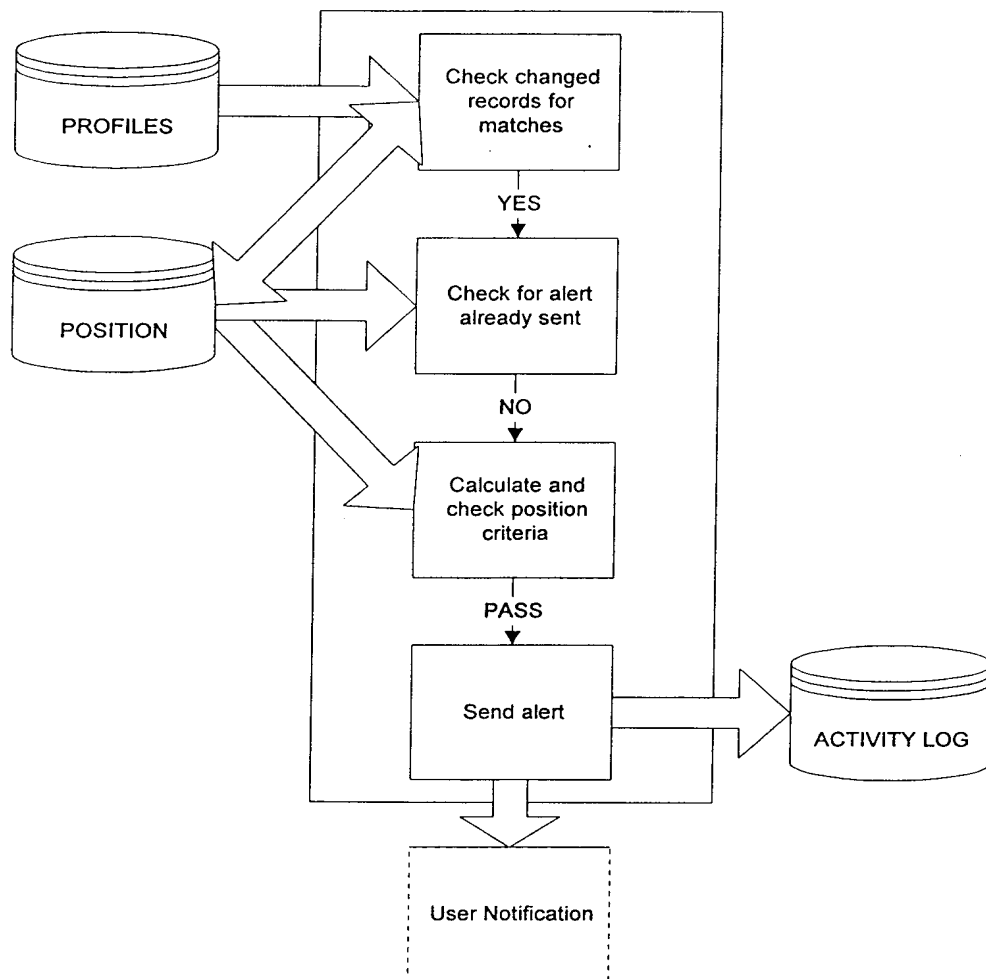 PROFILES
Check changed
records for
matches
YES
POSITION
Check for alert
already sent
NO
Calculate and
check position
criteria
PASS
Send alert
ACTIVITY LOG
User Notification